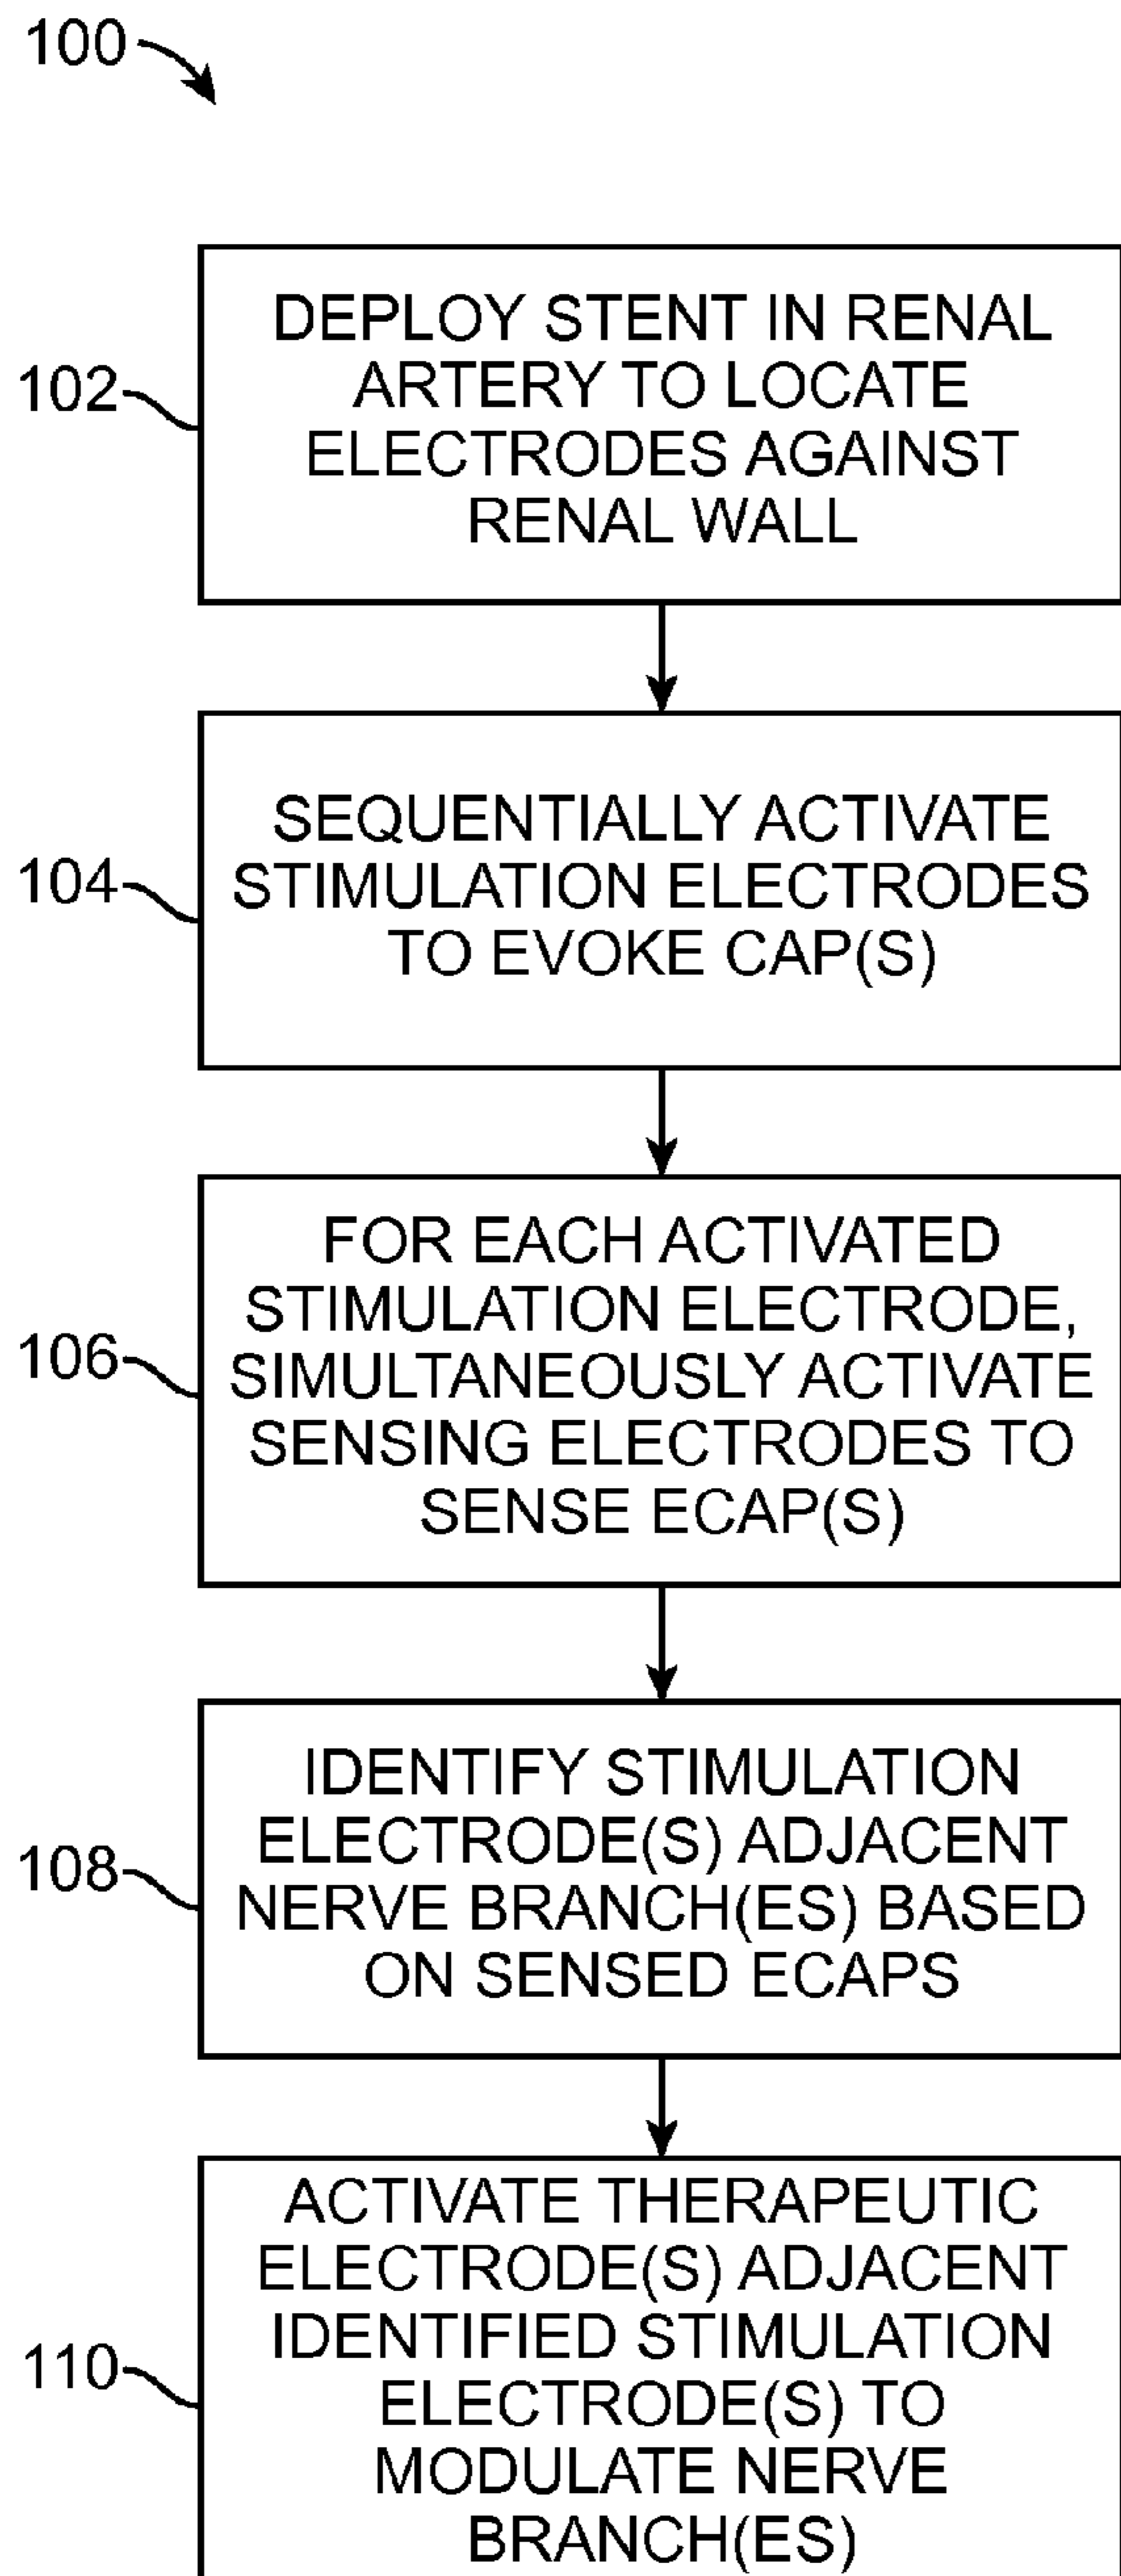 100
102
DEPLOY STENT IN RENAL
ARTERY TO LOCATE
ELECTRODES AGAINST
RENAL WALL
104
SEQUENTIALLY ACTIVATE
STIMULATION ELECTRODES
TO EVOKE CAP(S)
106
FOR EACH ACTIVATED
STIMULATION ELECTRODE,
SIMULTANEOUSLY ACTIVATE
SENSING ELECTRODES TO
SENSE ECAP(S)
108
IDENTIFY STIMULATION
ELECTRODE(S) ADJACENT
NERVE BRANCH(ES) BASED
ON SENSED ECAPS
110
ACTIVATE THERAPEUTIC
ELECTRODE(S) ADJACENT
IDENTIFIED STIMULATION
ELECTRODE(S) TO
MODULATE NERVE
BRANCH(ES)